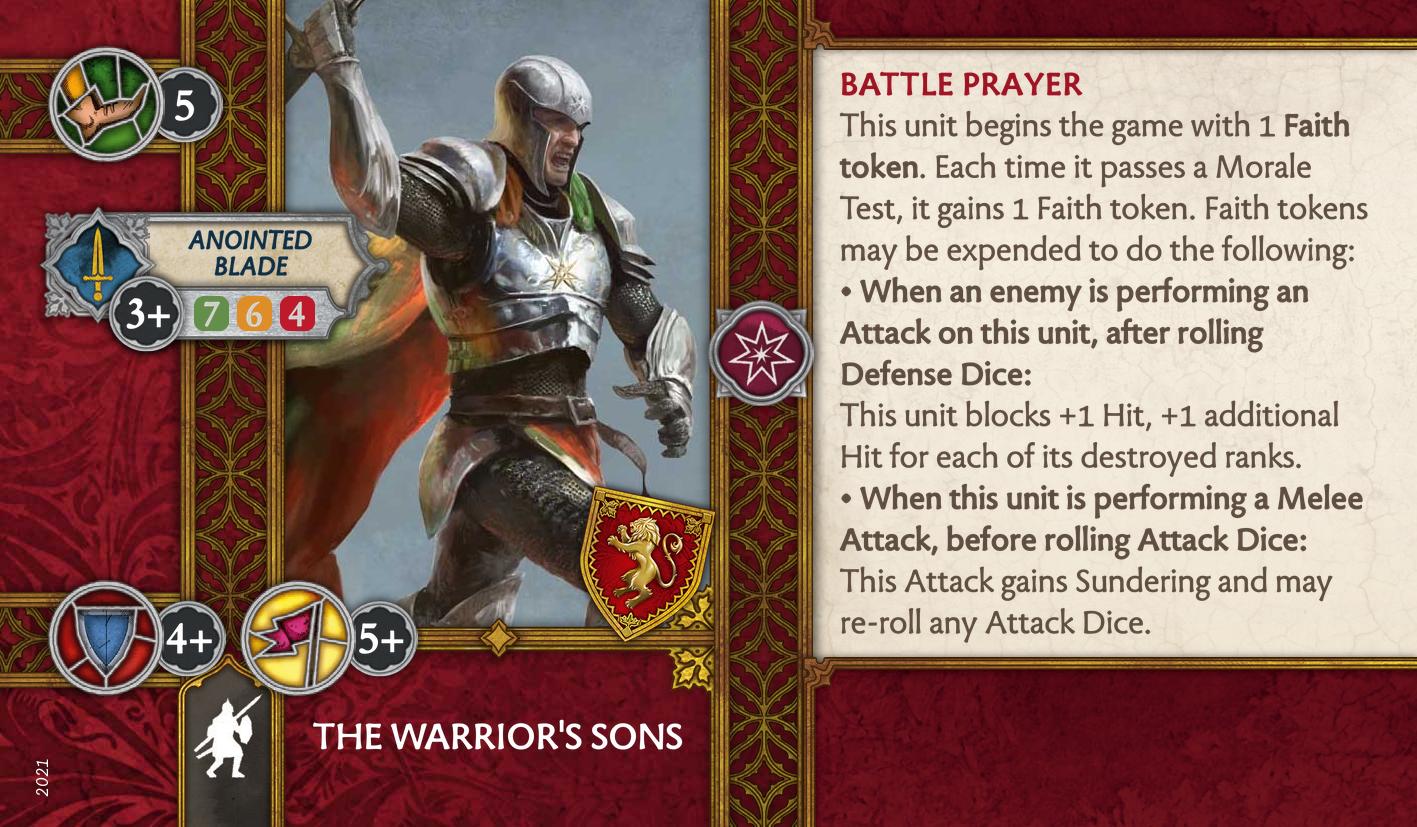 5
ANOINTED
BLADE
3+ 7 6 4
4+ 5+
THE WARRIOR'S SONS
2021
BATTLE PRAYER
This unit begins the game with 1 Faith
token. Each time it passes a Morale
Test, it gains 1 Faith token. Faith tokens
may be expended to do the following:
• When an enemy is performing an
Attack on this unit, after rolling
Defense Dice:
This unit blocks +1 Hit, +1 additional
Hit for each of its destroyed ranks.
• When this unit is performing a Melee
Attack, before rolling Attack Dice:
This Attack gains Sundering and may
re-roll any Attack Dice.